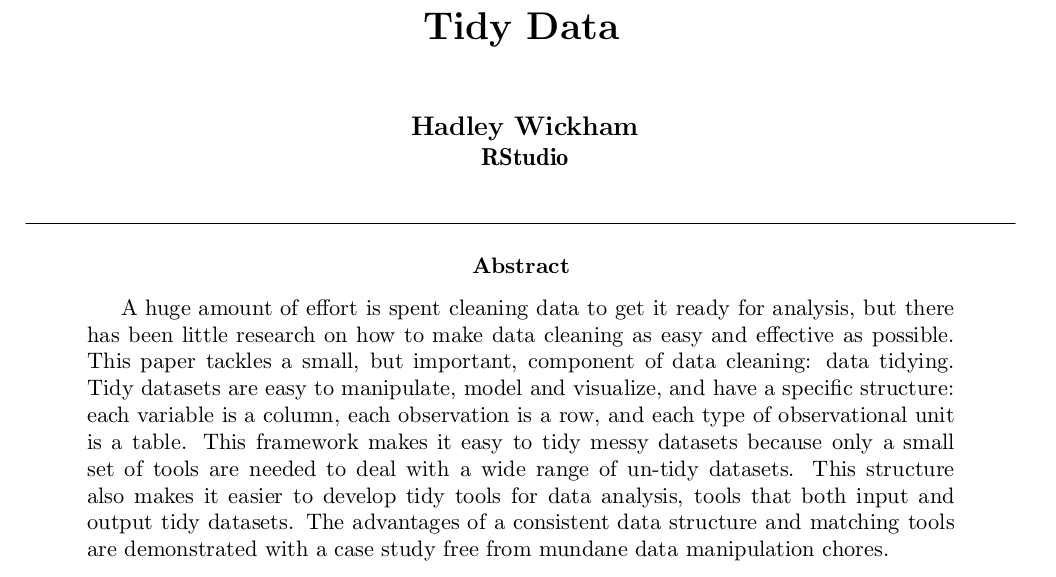 Tidy Data
Hadley Wickham
RStudio
Abstract
A huge amount of effort is spent cleaning data to get it ready for analysis, but there
has been little research on how to make data cleaning as easy and effective as possible.
This paper tackles a small, but important, component of data cleaning: data tidying.
Tidy datasets are easy to manipulate, model and visualize, and have a specific structure:
each variable is a column, each observation is a row, and each type of observational unit
is a table. This framework makes it easy to tidy messy datasets because only a small
set of tools are needed to deal with a wide range of un-tidy datasets. This structure
also makes it easier to develop tidy tools for data analysis, tools that both input and
output tidy datasets. The advantages of a consistent data structure and matching tools
are demonstrated with a case study free from mundane data manipulation chores.